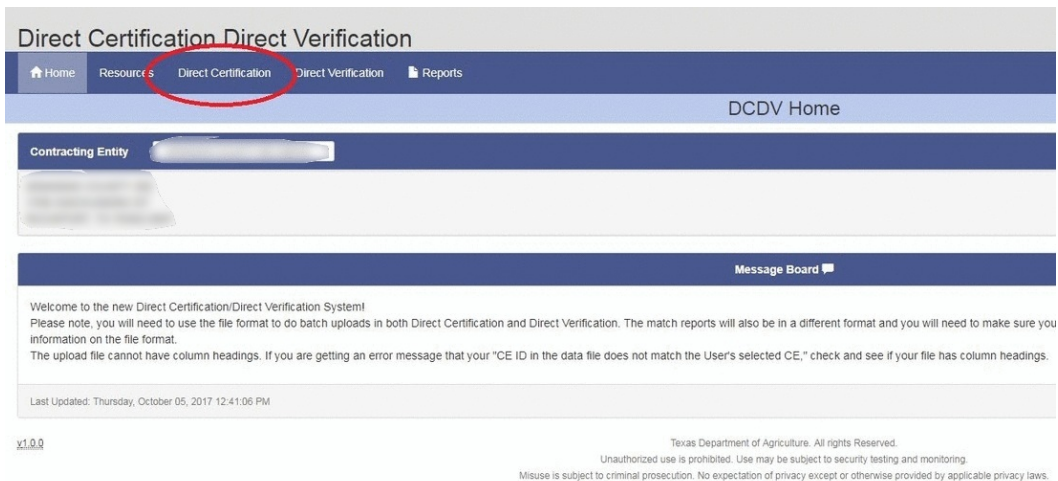 Direct Certification Direct Verification
Home Resources Direct Certification Direct Verification Reports
DCDV Home
Contracting Entity
Message Board
Welcome to the new Direct Certification/Direct Verification System!
Please note, you will need to use the file format to do batch uploads in both Direct Certification and Direct Verification. The match reports will also be in a different format and you will need to make sure you
information on the file format.
The upload file cannot have column headings. If you are getting an error message that your "CE ID in the data file does not match the User's selected CE," check and see if your file has column headings.
Last Updated: Thursday, October 05, 2017 12:41:06 PM
v1.0.0
Texas Department of Agriculture. All rights Reserved.
Unauthorized use is prohibited. Use may be subject to security testing and monitoring.
Misuse is subject to criminal prosecution. No expectation of privacy except or otherwise provided by applicable privacy laws.